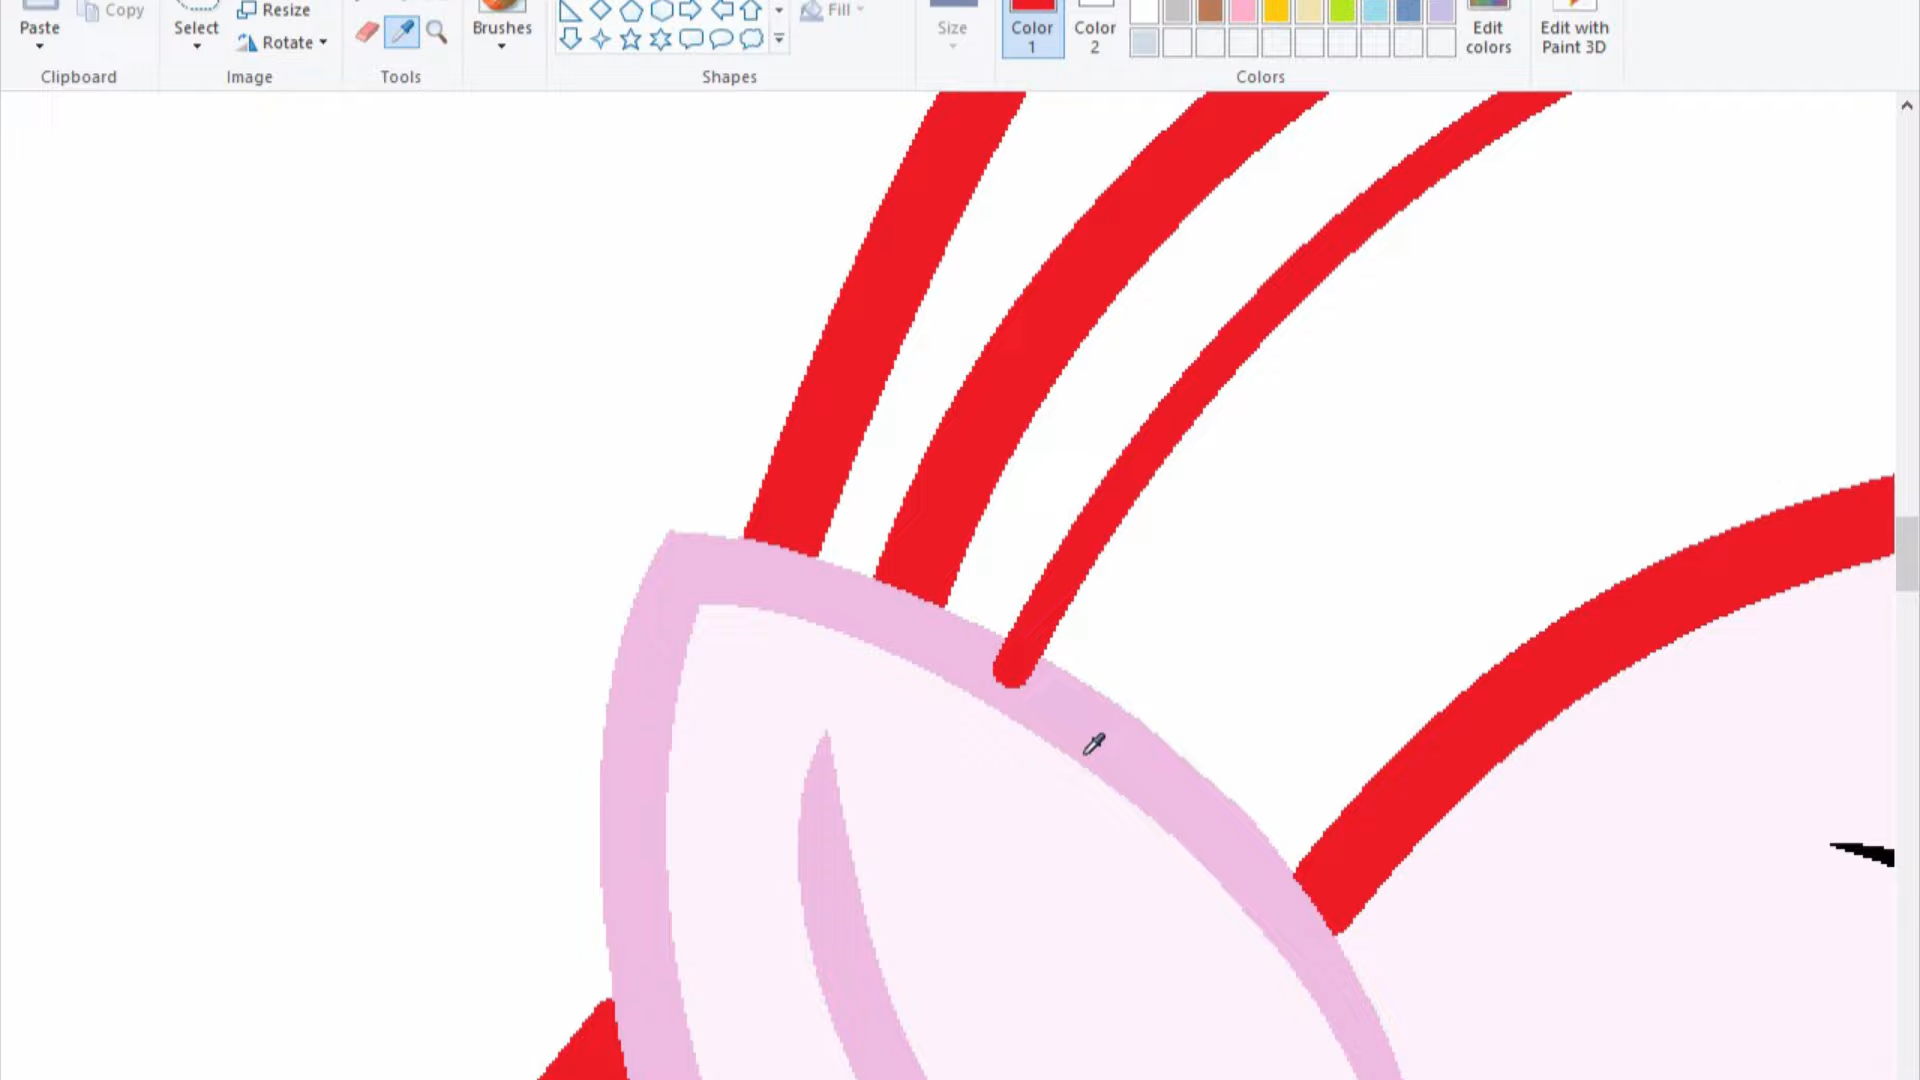 Paste
Copy
Clipboard
Select
Resize
Rotate
Image
Tools
Brushes
Shapes
Fill
Size
Color
1
Color
2
Colors
Edit
colors
Edit with
Paint 3D